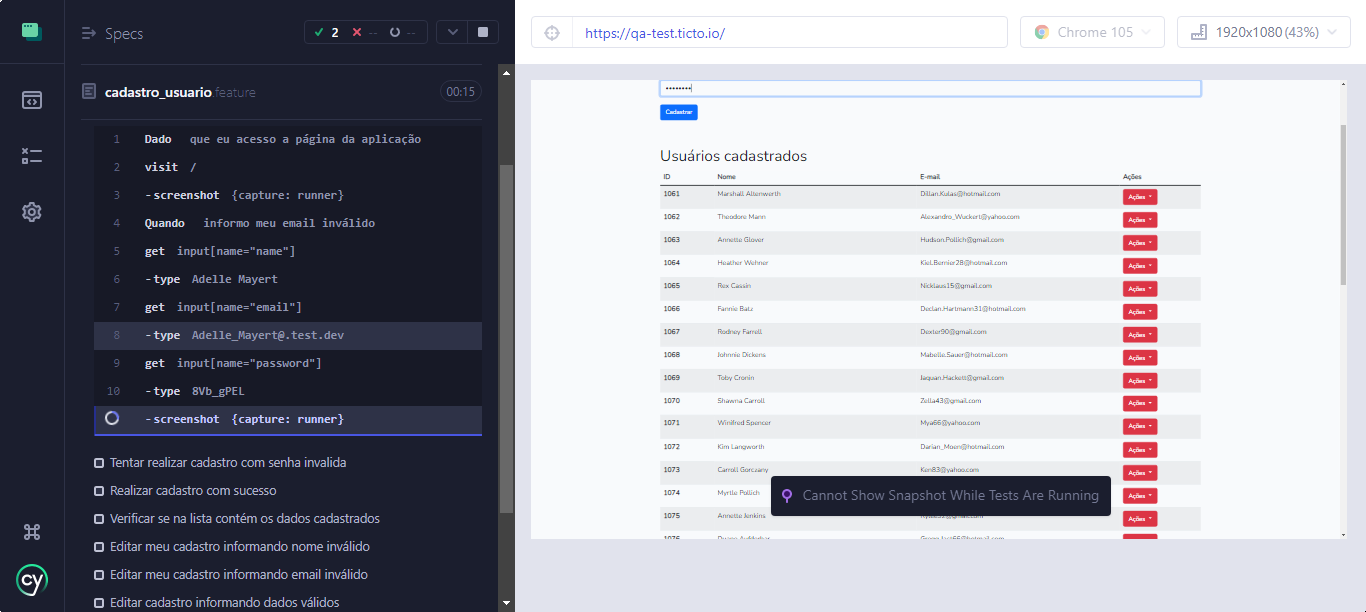 Specs
2
--
--
cadastro_usuario feature
00:15
1 Dado que eu acesso a página da aplicação
2 visit /
3 -screenshot {capture: runner}
4 Quando informo meu email inválido
5 get input[name="name"]
6 -type Adelle Mayert
7 get input[name="email"]
8 -type Adelle_Mayert@.test.dev
9 get input[name="password"]
10 -type 8Vb_gPEL
-screenshot {capture: runner}
Tentar realizar cadastro com senha invalida
Realizar cadastro com sucesso
Verificar se na lista contém os dados cadastrados
Editar meu cadastro informando nome inválido
Editar meu cadastro informando email inválido
Editar cadastro informando dados válidos
cy
https://qa-test.ticto.io/
Chrome 105
1920x1080 (43%)
••••••••
Cadastrar
Usuários cadastrados
ID Nome E-mail Ações
1061 Marshall Altenwerth Dillan.Kulas@hotmail.com Ações
1062 Theodore Mann Alexandro_Wuckert@yahoo.com Ações
1063 Annette Glover Hudson.Pollich@gmail.com Ações
1064 Heather Wehner Kiel.Bernier28@hotmail.com Ações
1065 Rex Cassin Nicklaus15@gmail.com Ações
1066 Fannie Batz Declan.Hartmann31@hotmail.com Ações
1067 Rodney Farrell Dexter90@gmail.com Ações
1068 Johnnie Dickens Mabelle.Sauer@hotmail.com Ações
1069 Toby Cronin Jaquan.Hackett@gmail.com Ações
1070 Shawna Carroll Zella43@gmail.com Ações
1071 Winifred Spencer Mya66@yahoo.com Ações
1072 Kim Langworth Darian_Moen@hotmail.com Ações
1073 Carroll Gorczany Ken83@yahoo.com Ações
1074 Myrtle Pollich Ações
Cannot Show Snapshot While Tests Are Running
1075 Annette Jenkins Ações
1076